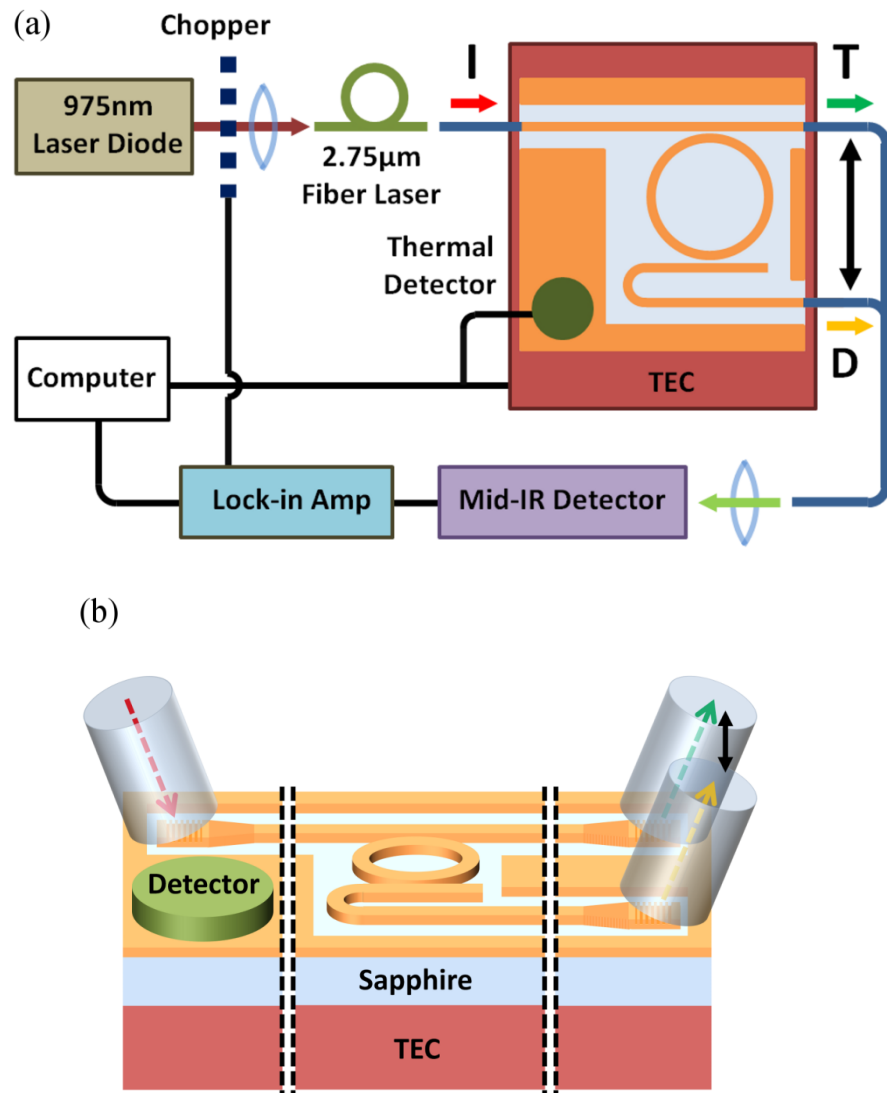 (a)
Chopper
975nm
Laser Diode
2.75µm
Fiber Laser
I
T
Thermal
Detector
D
TEC
Computer
Lock-in Amp
Mid-IR Detector
(b)
Detector
Sapphire
TEC